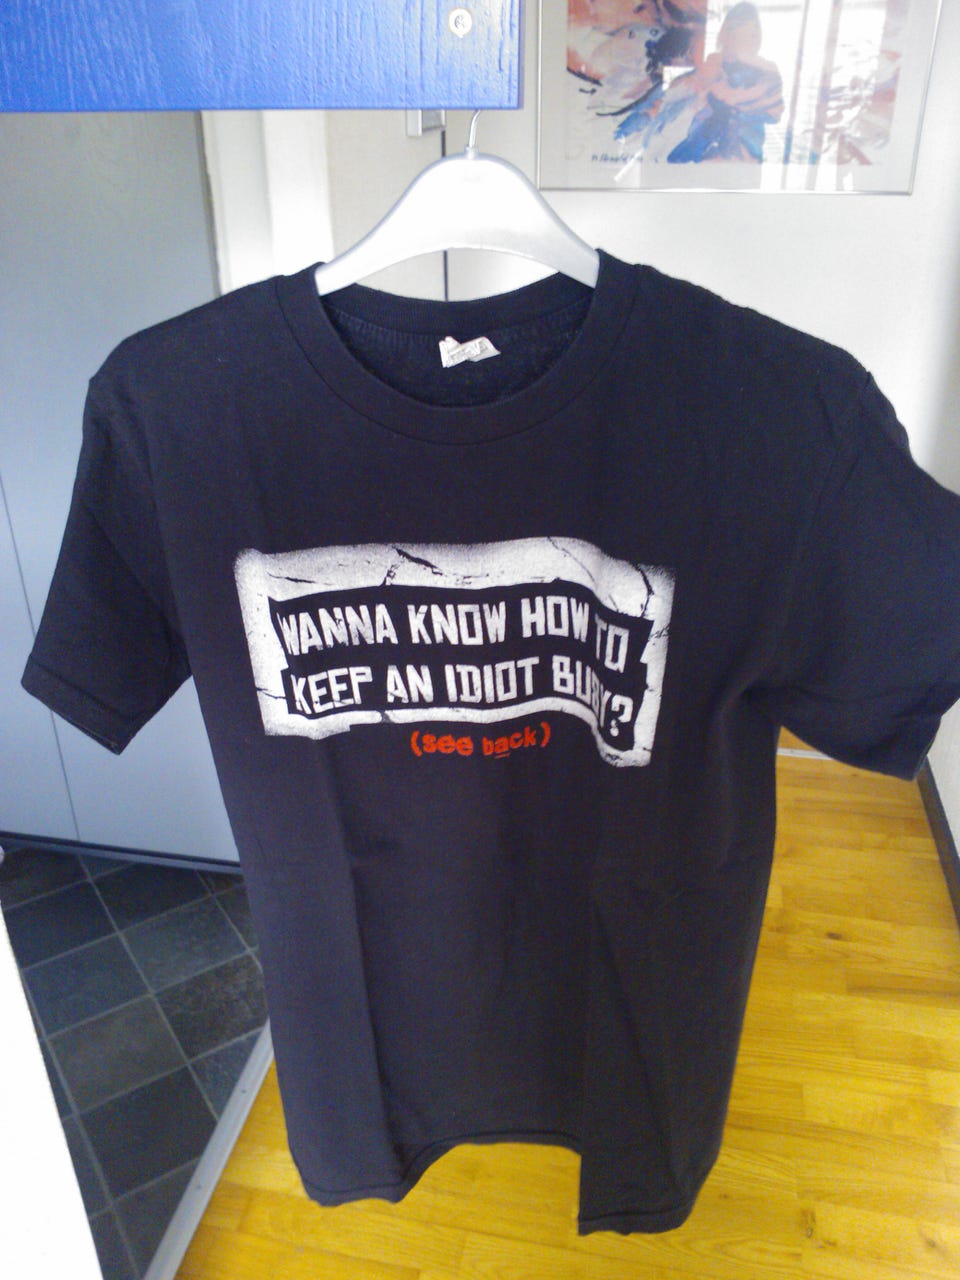 WANNA KNOW HOW TO
KEEP AN IDIOT BUSY?
(see back)